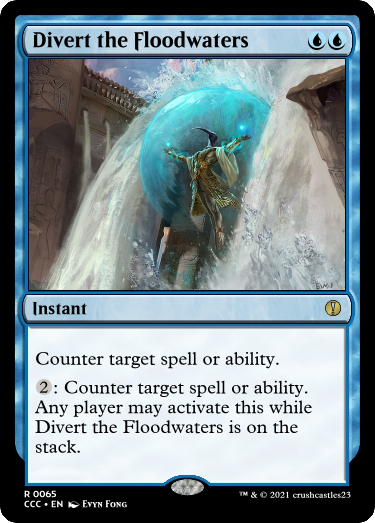 Divert the Floodwaters
Instant
Counter target spell or ability.
2: Counter target spell or ability.
Any player may activate this while
Divert the Floodwaters is on the
stack.
R 0065
CCC • EN Evyn Fong
™ & © 2021 crushcastles23